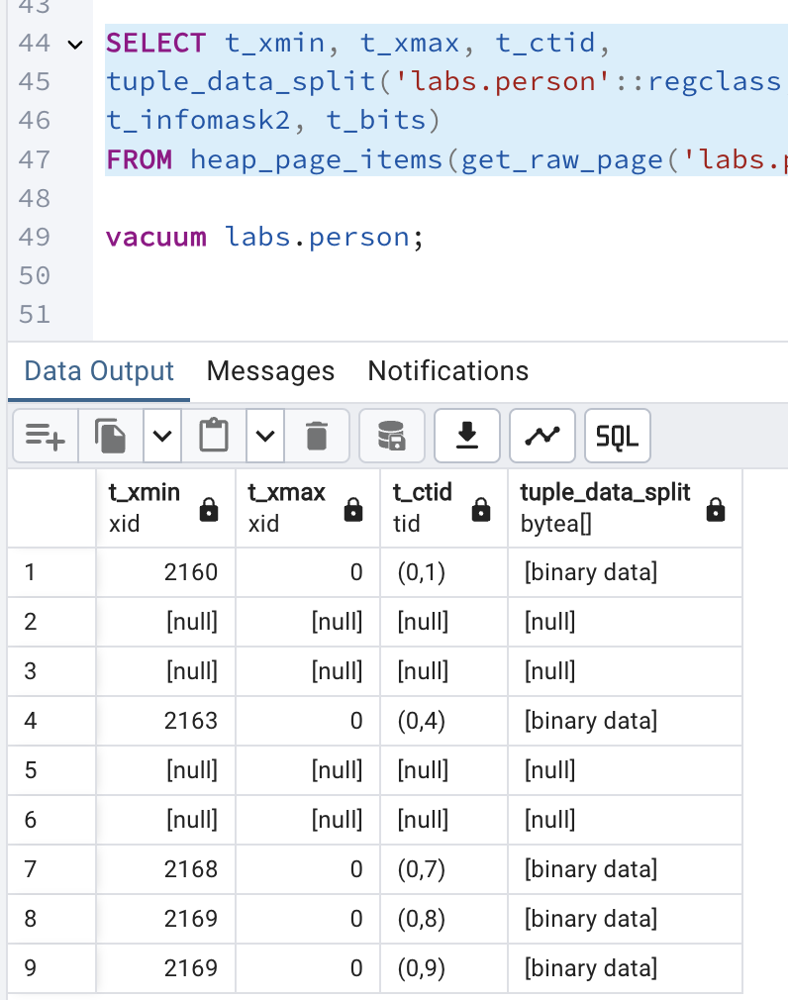 43
44 SELECT t_xmin, t_xmax, t_ctid,
45 tuple_data_split('labs.person'::regclass
46 t_infomask2, t_bits)
47 FROM heap_page_items(get_raw_page('labs.p
48
49 vacuum labs.person;
50
51
Data Output Messages Notifications
SQL
t_xmin t_xmax t_ctid tuple_data_split
xid xid tid bytea[]
1 2160 0 (0,1) [binary data]
2 [null] [null] [null] [null]
3 [null] [null] [null] [null]
4 2163 0 (0,4) [binary data]
5 [null] [null] [null] [null]
6 [null] [null] [null] [null]
7 2168 0 (0,7) [binary data]
8 2169 0 (0,8) [binary data]
9 2169 0 (0,9) [binary data]